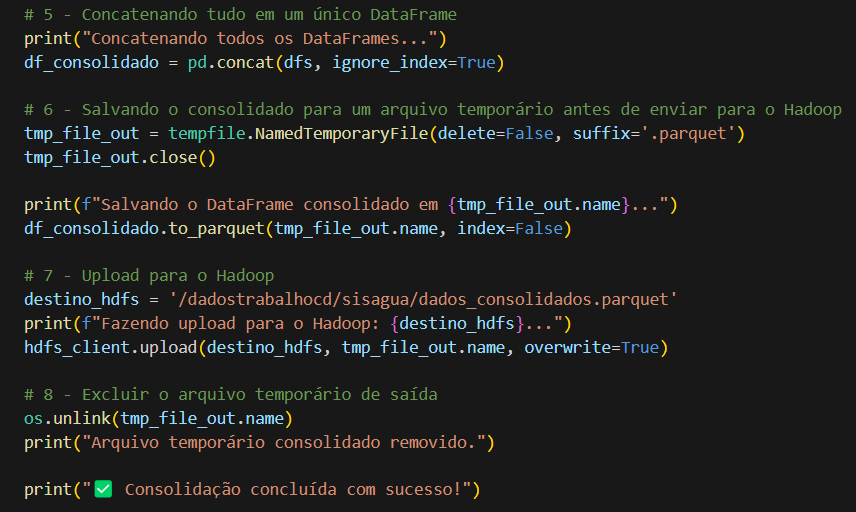 # 5 - Concatenando tudo em um único DataFrame
print("Concatenando todos os DataFrames...")
df_consolidado = pd.concat(dfs, ignore_index=True)
# 6 - Salvando o consolidado para um arquivo temporário antes de enviar para o Hadoop
tmp_file_out = tempfile.NamedTemporaryFile(delete=False, suffix='.parquet')
tmp_file_out.close()
print(f"Salvando o DataFrame consolidado em {tmp_file_out.name}...")
df_consolidado.to_parquet(tmp_file_out.name, index=False)
# 7 - Upload para o Hadoop
destino_hdfs = '/dadostrabalhocd/sisagua/dados_consolidados.parquet'
print(f"Fazendo upload para o Hadoop: {destino_hdfs}...")
hdfs_client.upload(destino_hdfs, tmp_file_out.name, overwrite=True)
# 8 - Excluir o arquivo temporário de saída
os.unlink(tmp_file_out.name)
print("Arquivo temporário consolidado removido.")
print("✅ Consolidação concluída com sucesso!")